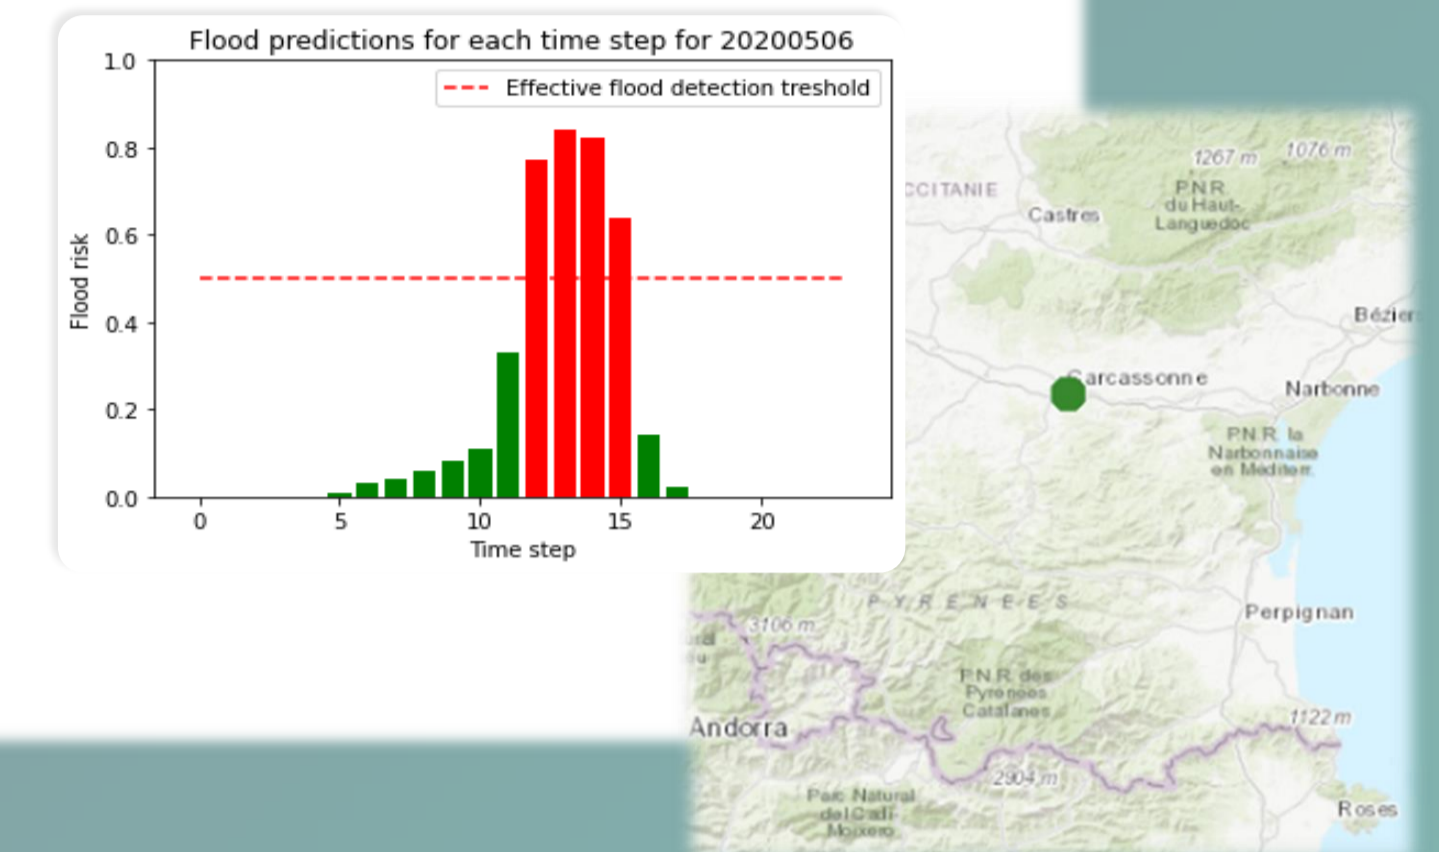 Flood predictions for each time step for 20200506
Effective flood detection treshold
1.0
0.8
0.6
0.4
0.2
0.0
Flood risk
0 5 10 15 20
Time step
CCITANIE
Castres
1267 m
1076 m
P.N.R.
du Haut-
Languedoc
Bézier
Carcassonne
Narbonne
P.N.R. la
Narbonnaise
en Méditerr.
PYRENEES
Perpignan
3106 m
P.N.R. des
Pyrenees
Catalanes
Andorra
1122 m
2904 m
Parc Natural
del Cadí-
Moixero
Roses